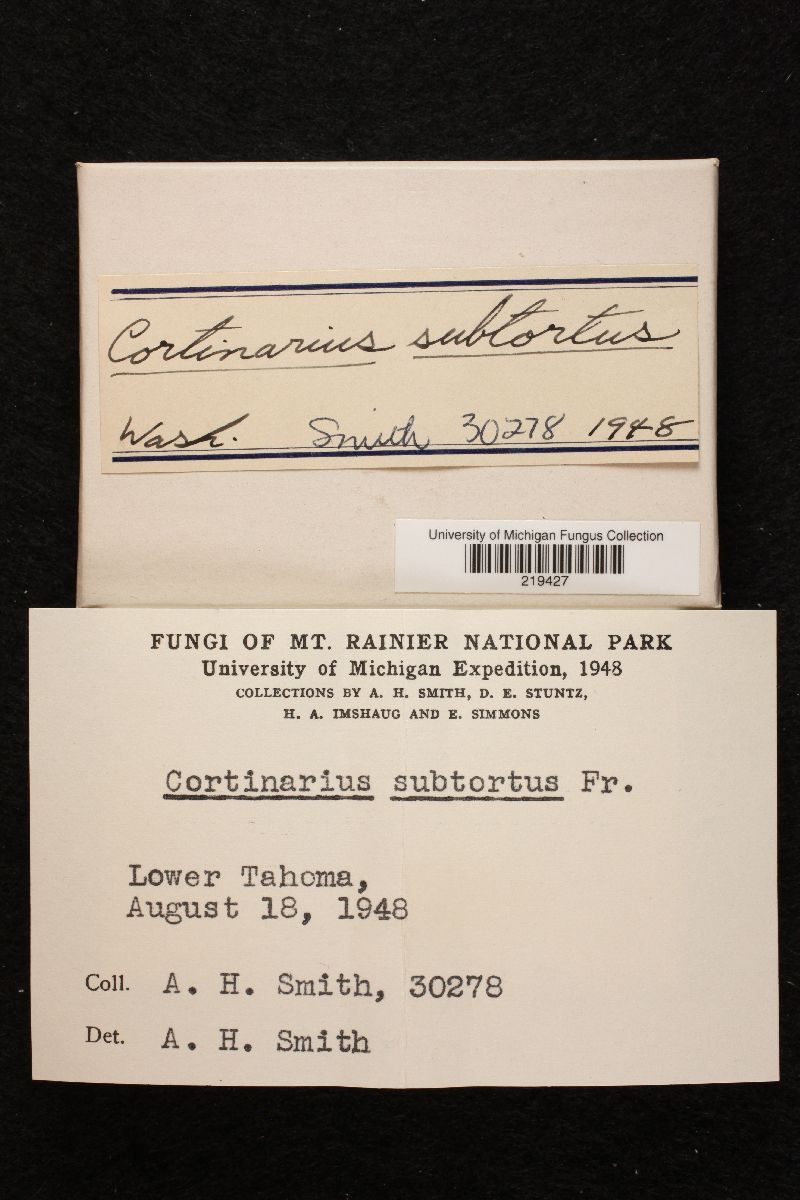 Cortinarius subtortus
Wash. Smith 30278 1948
University of Michigan Fungus Collection
219427
FUNGI OF MT. RAINIER NATIONAL PARK
University of Michigan Expedition, 1948
COLLECTIONS BY A. H. SMITH, D. E. STUNTZ,
H. A. IMSHAUG AND E. SIMMONS
Cortinarius subtortus Fr.
Lower Tahoma,
August 18, 1948
Coll. A. H. Smith, 30278
Det. A. H. Smith